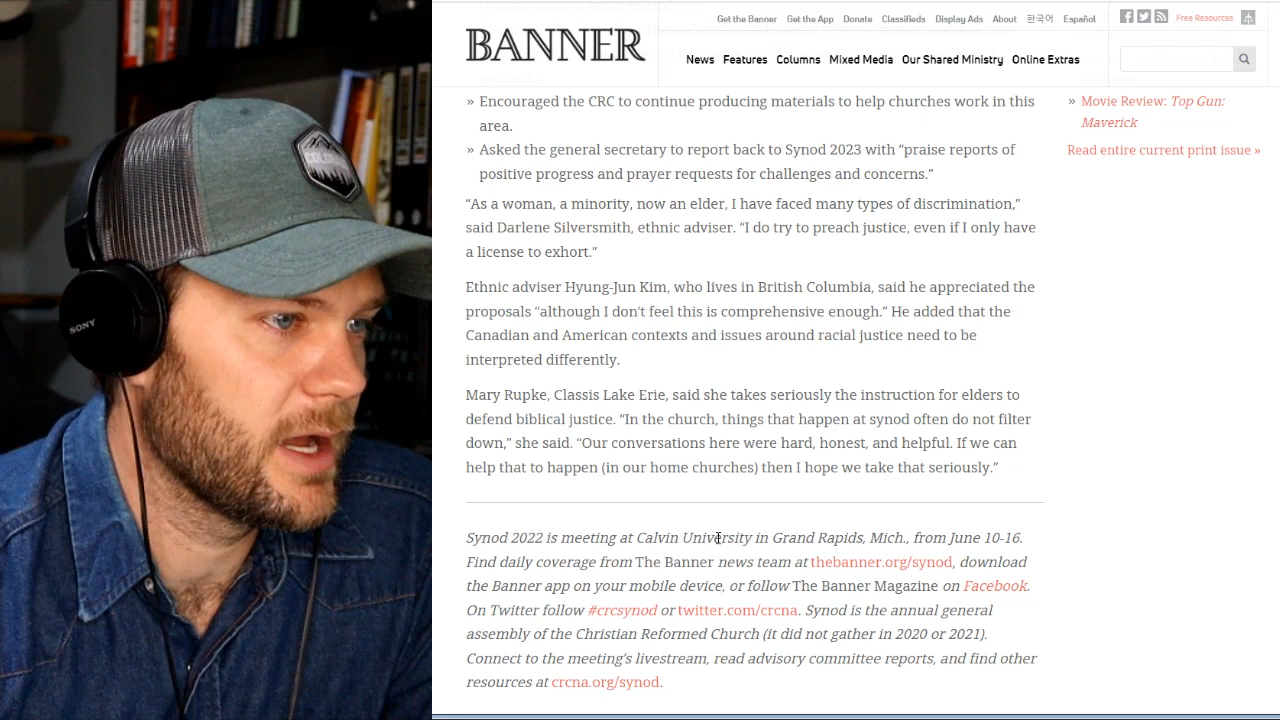 Get the Banner Get the App Donate Classifieds Display Ads About 한국어 Español
Free Resources
BANNER
News Features Columns Mixed Media Our Shared Ministry Online Extras
» Encouraged the CRC to continue producing materials to help churches work in this
area.
» Asked the general secretary to report back to Synod 2023 with “praise reports of
positive progress and prayer requests for challenges and concerns.”
“As a woman, a minority, now an elder, I have faced many types of discrimination,”
said Darlene Silversmith, ethnic adviser. “I do try to preach justice, even if I only have
a license to exhort.”
Ethnic adviser Hyung-Jun Kim, who lives in British Columbia, said he appreciated the
proposals “although I don’t feel this is comprehensive enough.” He added that the
Canadian and American contexts and issues around racial justice need to be
interpreted differently.
Mary Rupke, Classis Lake Erie, said she takes seriously the instruction for elders to
defend biblical justice. “In the church, things that happen at synod often do not filter
down,” she said. “Our conversations here were hard, honest, and helpful. If we can
help that to happen (in our home churches) then I hope we take that seriously.”
Synod 2022 is meeting at Calvin University in Grand Rapids, Mich., from June 10-16.
Find daily coverage from The Banner news team at thebanner.org/synod, download
the Banner app on your mobile device, or follow The Banner Magazine on Facebook.
On Twitter follow #crcsynod or twitter.com/crcna. Synod is the annual general
assembly of the Christian Reformed Church (it did not gather in 2020 or 2021).
Connect to the meeting’s livestream, read advisory committee reports, and find other
resources at crcna.org/synod.
» Movie Review: Top Gun:
Maverick
Read entire current print issue »
SONY
COLORADO